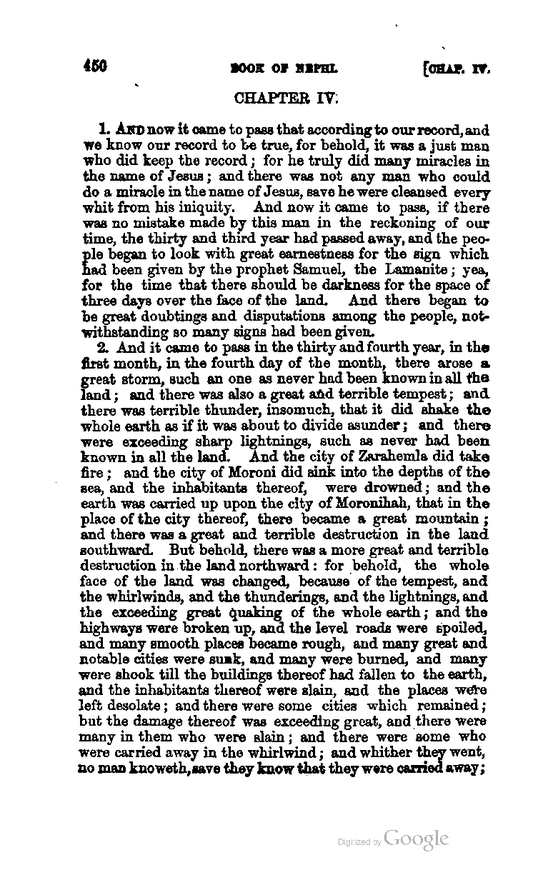 450 BOOK OF NEPHI. [CHAP. IV.
CHAPTER IV.
1. AND now it came to pass that according to our record, and
we know our record to be true, for behold, it was a just man
who did keep the record; for he truly did many miracles in
the name of Jesus; and there was not any man who could
do a miracle in the name of Jesus, save he were cleansed every
whit from his iniquity. And now it came to pass, if there
was no mistake made by this man in the reckoning of our
time, the thirty and third year had passed away, and the peo-
ple began to look with great earnestness for the sign which
had been given by the prophet Samuel, the Lamanite; yea,
for the time that there should be darkness for the space of
three days over the face of the land. And there began to
be great doubtings and disputations among the people, not-
withstanding so many signs had been given.
2. And it came to pass in the thirty and fourth year, in the
first month, in the fourth day of the month, there arose a
great storm, such an one as never had been known in all the
land; and there was also a great and terrible tempest; and
there was terrible thunder, insomuch, that it did shake the
whole earth as if it was about to divide asunder; and there
were exceeding sharp lightnings, such as never had been
known in all the land. And the city of Zarahemla did take
fire; and the city of Moroni did sink into the depths of the
sea, and the inhabitants thereof, were drowned; and the
earth was carried up upon the city of Moronihah, that in the
place of the city thereof, there became a great mountain;
and there was a great and terrible destruction in the land
southward. But behold, there was a more great and terrible
destruction in the land northward: for behold, the whole
face of the land was changed, because of the tempest, and
the whirlwinds, and the thunderings, and the lightnings, and
the exceeding great quaking of the whole earth; and the
highways were broken up, and the level roads were spoiled,
and many smooth places became rough, and many great and
notable cities were sunk, and many were burned, and many
were shook till the buildings thereof had fallen to the earth,
and the inhabitants thereof were slain, and the places were
left desolate; and there were some cities which remained;
but the damage thereof was exceeding great, and there were
many in them who were slain; and there were some who
were carried away in the whirlwind; and whither they went,
no man knoweth, save they know that they were carried away;
Digitized by Google